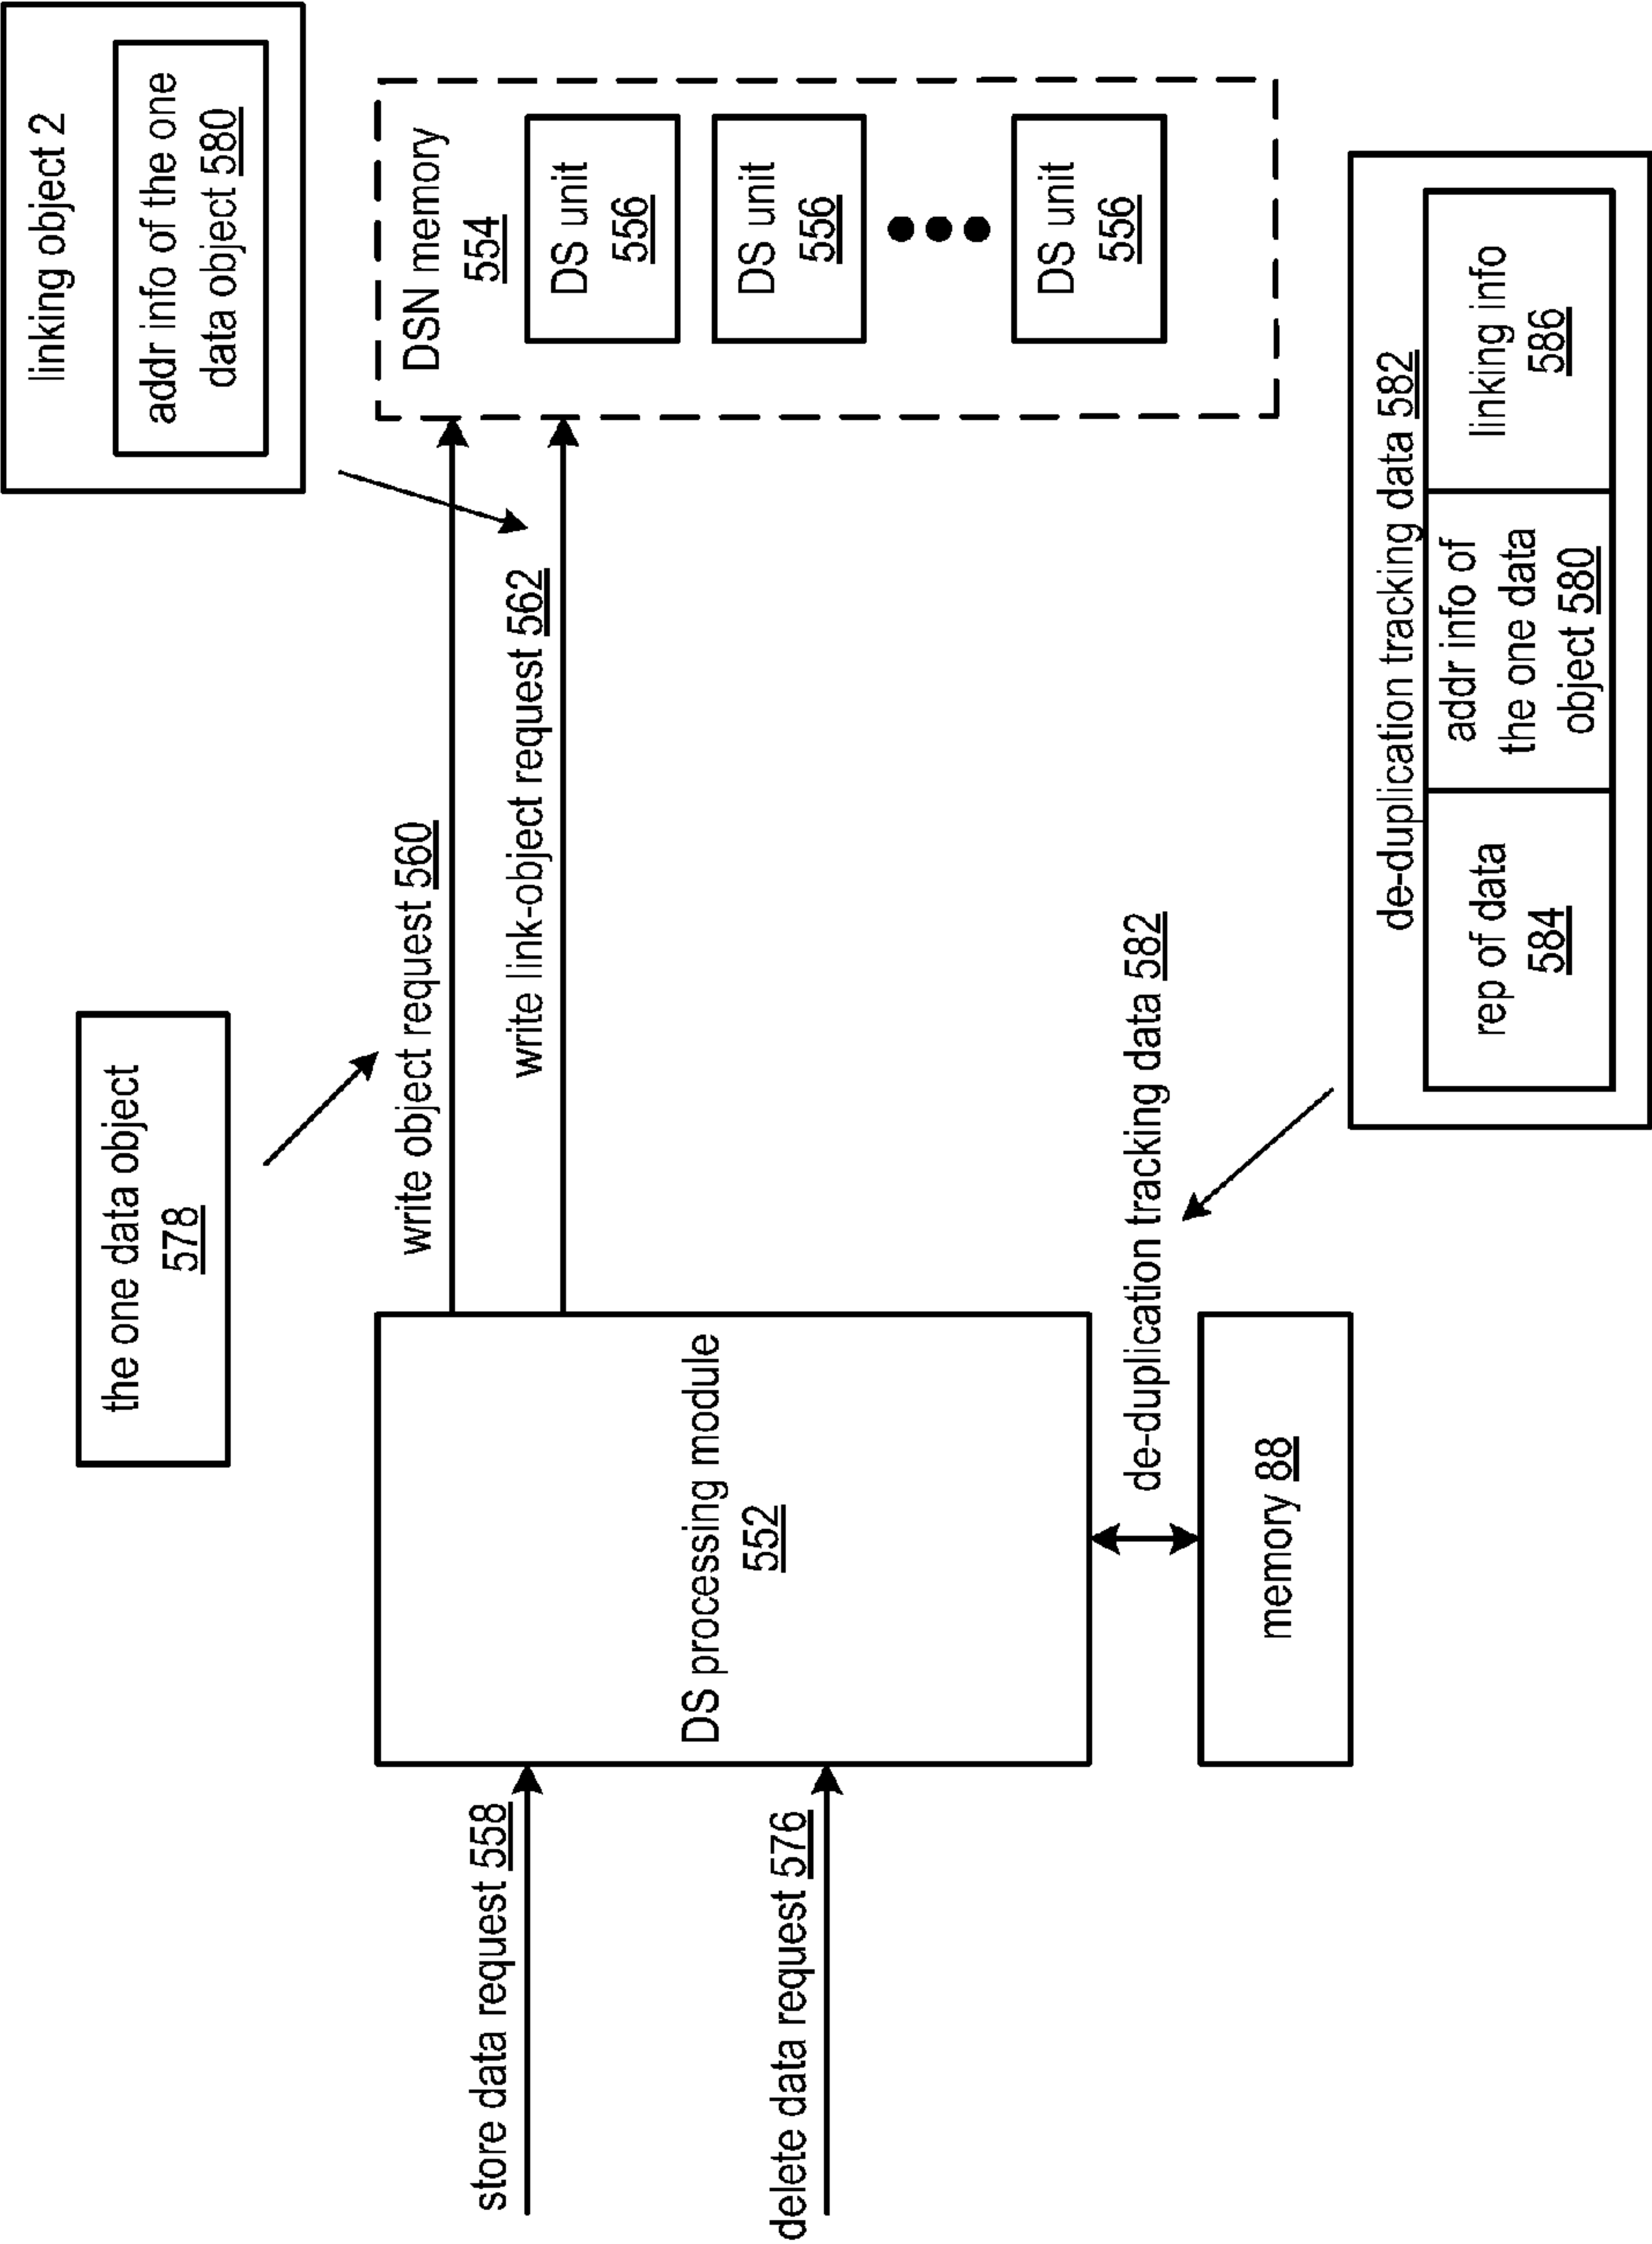 linking object 2
addr info of the one
data object 580
the one data object
578
write object request 560
write link-object request 562
DSN memory
554
DS unit
556
DS unit
556
DS unit
556
store data request 558
delete data request 576
DS processing module
552
de-duplication tracking data 582
memory 88
de-duplication tracking data 582
rep of data
584
addr info of
the one data
object 580
linking info
586